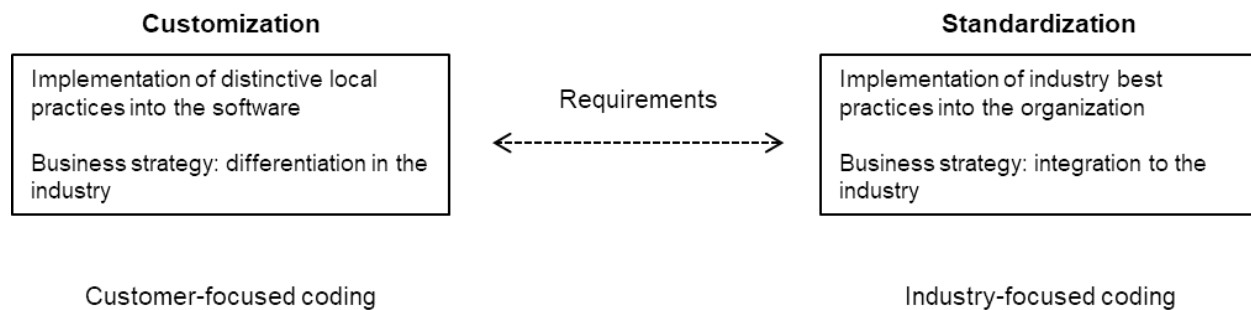 Customization
Standardization
Implementation of distinctive local
practices into the software
Business strategy: differentiation in the
industry
Requirements
Implementation of industry best
practices into the organization
Business strategy: integration to the
industry
Customer-focused coding
Industry-focused coding